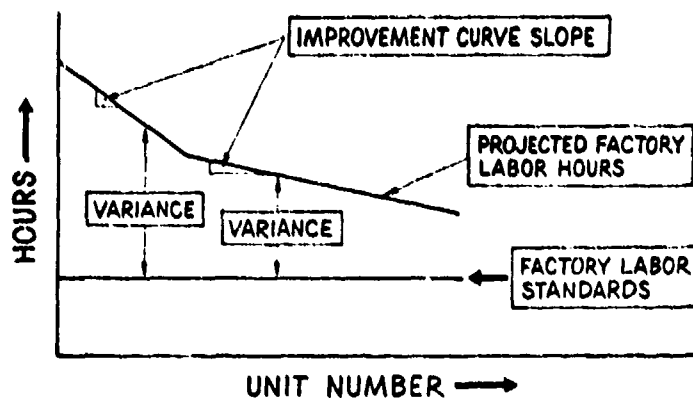 IMPROVEMENT CURVE SLOPE
PROJECTED FACTORY
LABOR HOURS
HOURS
VARIANCE
VARIANCE
FACTORY LABOR
STANDARDS
UNIT NUMBER